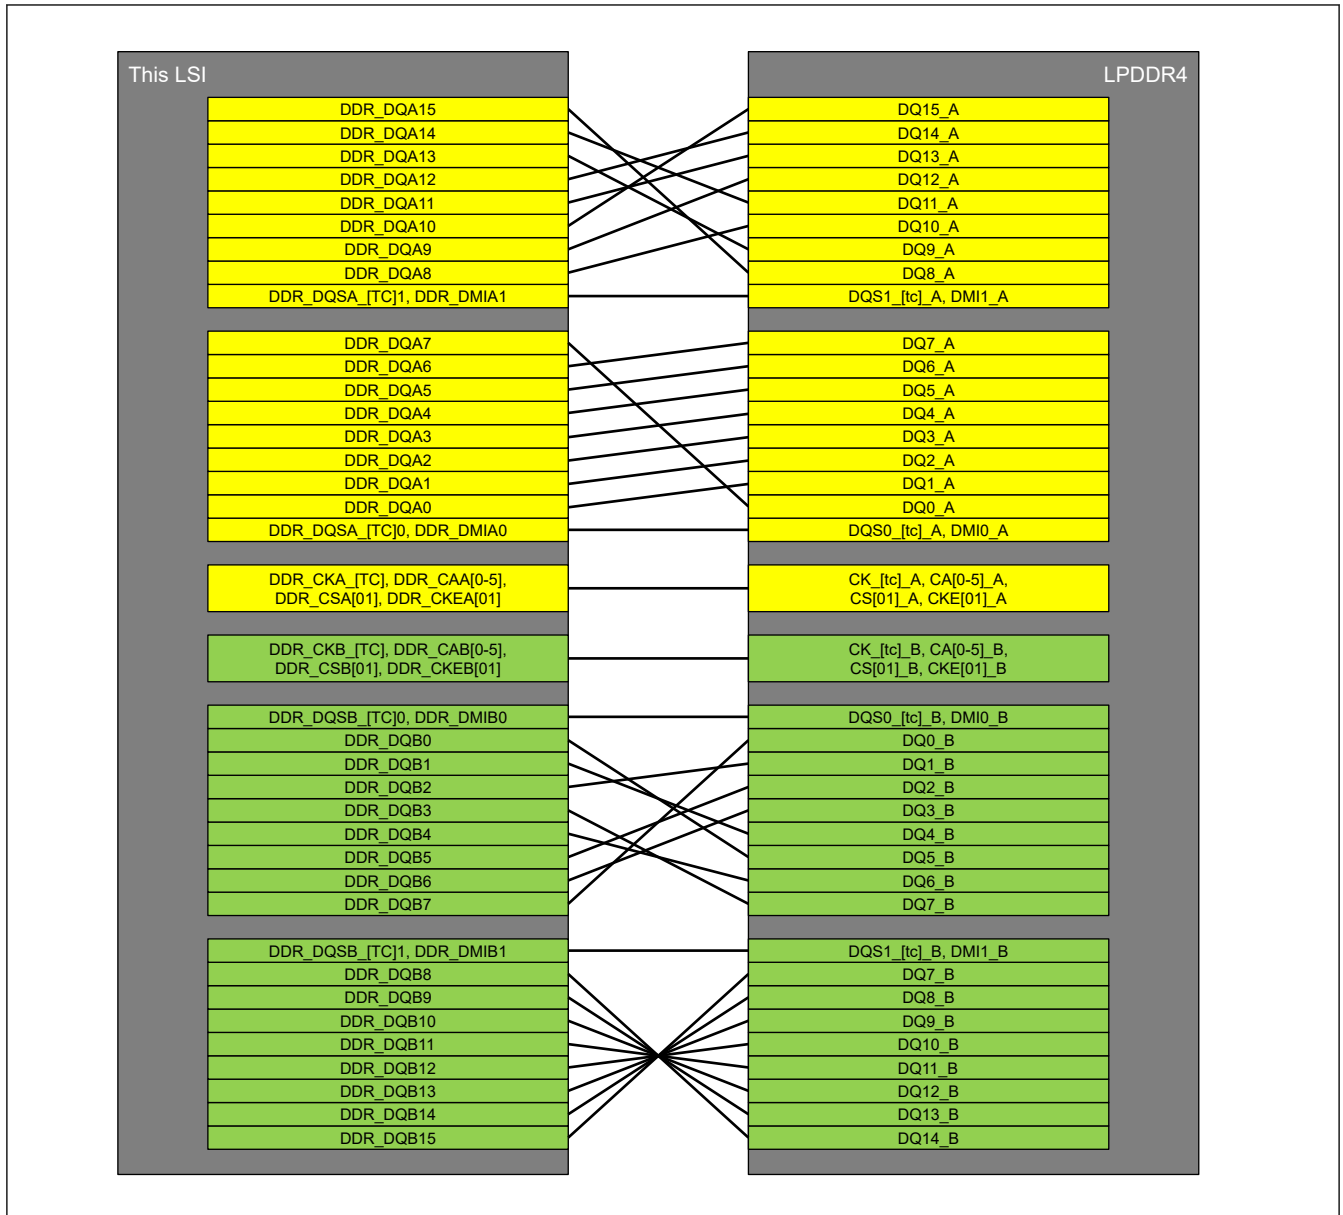 This LSI
DDR_DQA15
DDR_DQA14
DDR_DQA13
DDR_DQA12
DDR_DQA11
DDR_DQA10
DDR_DQA9
DDR_DQA8
DDR_DQSA_[TC]1, DDR_DMIA1
DDR_DQA7
DDR_DQA6
DDR_DQA5
DDR_DQA4
DDR_DQA3
DDR_DQA2
DDR_DQA1
DDR_DQA0
DDR_DQSA_[TC]0, DDR_DMIA0
DDR_CKA_[TC], DDR_CAA[0-5],
DDR_CSA[01], DDR_CKEA[01]
DDR_CKB_[TC], DDR_CAB[0-5],
DDR_CSB[01], DDR_CKEB[01]
DDR_DQSB_[TC]0, DDR_DMIB0
DDR_DQB0
DDR_DQB1
DDR_DQB2
DDR_DQB3
DDR_DQB4
DDR_DQB5
DDR_DQB6
DDR_DQB7
DDR_DQSB_[TC]1, DDR_DMIB1
DDR_DQB8
DDR_DQB9
DDR_DQB10
DDR_DQB11
DDR_DQB12
DDR_DQB13
DDR_DQB14
DDR_DQB15
LPDDR4
DQ15_A
DQ14_A
DQ13_A
DQ12_A
DQ11_A
DQ10_A
DQ9_A
DQ8_A
DQS1_[tc]_A, DMI1_A
DQ7_A
DQ6_A
DQ5_A
DQ4_A
DQ3_A
DQ2_A
DQ1_A
DQ0_A
DQS0_[tc]_A, DMI0_A
CK_[tc]_A, CA[0-5]_A,
CS[01]_A, CKE[01]_A
CK_[tc]_B, CA[0-5]_B,
CS[01]_B, CKE[01]_B
DQS0_[tc]_B, DMI0_B
DQ0_B
DQ1_B
DQ2_B
DQ3_B
DQ4_B
DQ5_B
DQ6_B
DQ7_B
DQS1_[tc]_B, DMI1_B
DQ7_B
DQ8_B
DQ9_B
DQ10_B
DQ11_B
DQ12_B
DQ13_B
DQ14_B